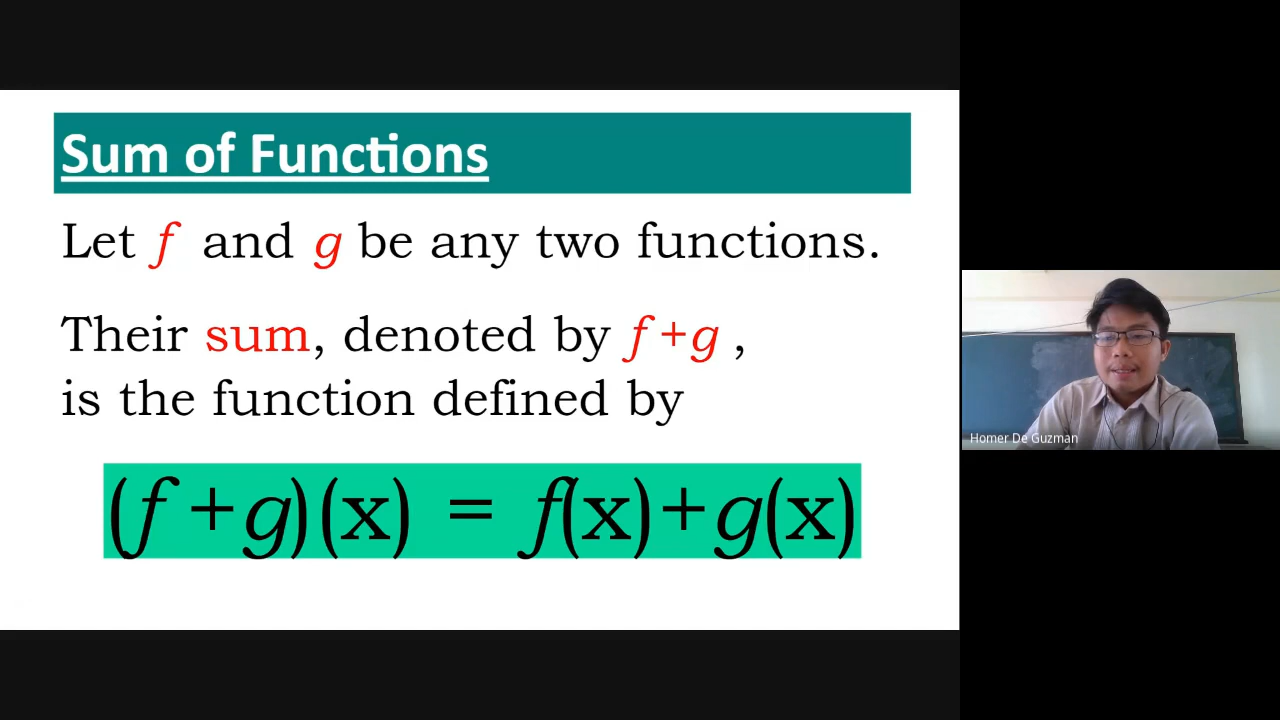 Sum of Functions
Let f and g be any two functions.
Their sum, denoted by f+g ,
is the function defined by
(f +g)(x) = f(x)+g(x)
Homer De Guzman